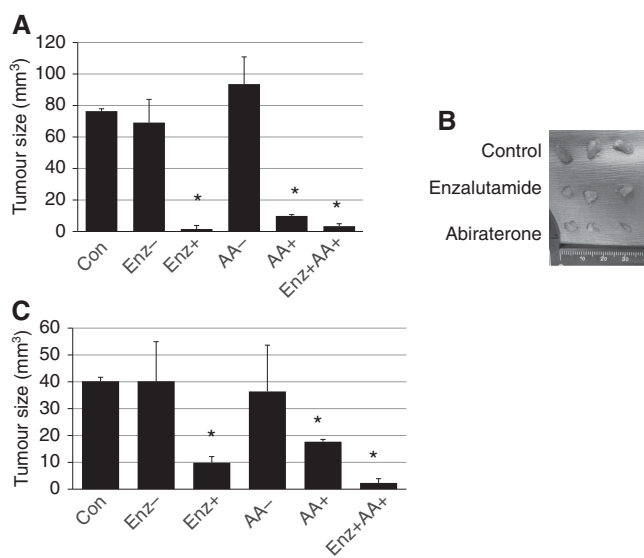 A
Tumour size (mm³)
120
100
80
60
40
20
0
Con
Enz–
Enz+
AA–
AA+
Enz+AA+
*
*
*
B
Control
Enzalutamide
Abiraterone
C
Tumour size (mm³)
60
50
40
30
20
10
0
Con
Enz–
Enz+
AA–
AA+
Enz+AA+
*
*
*